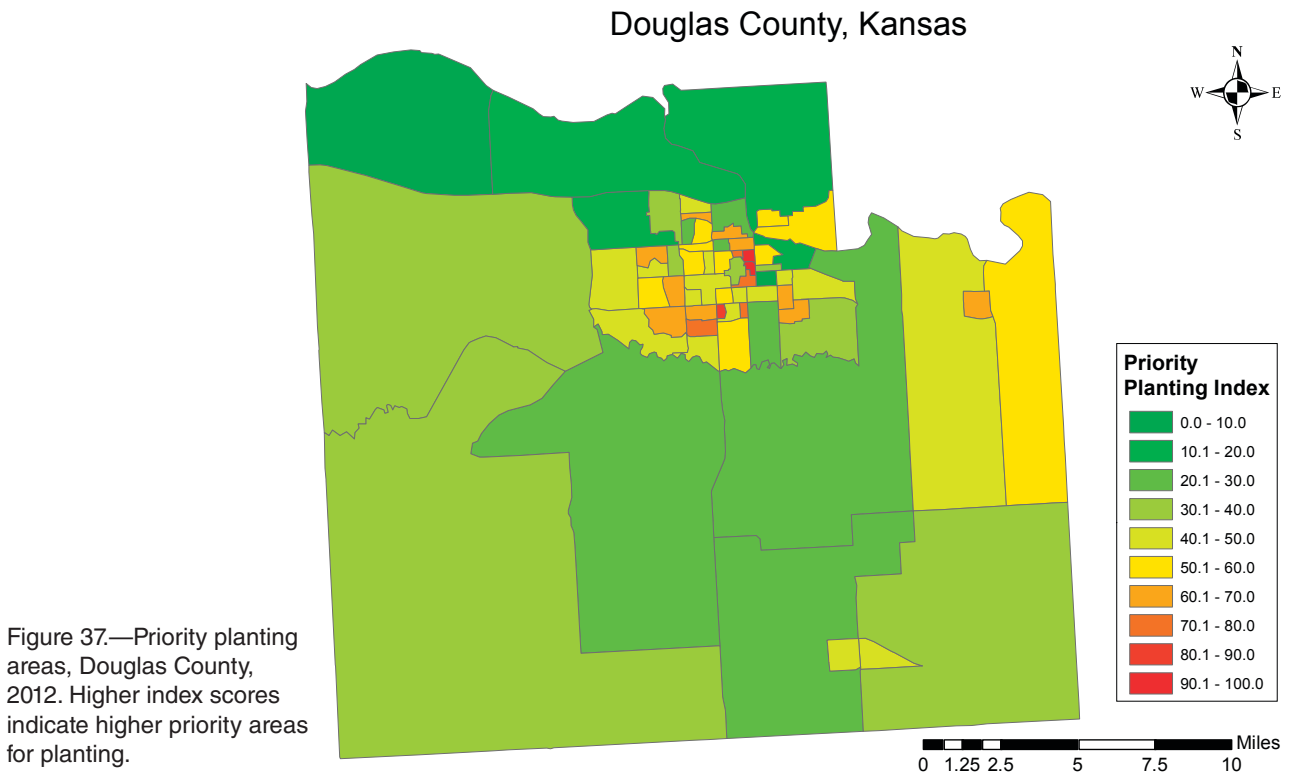 Douglas County, Kansas
N
W E
S
Priority
Planting Index
0.0 - 10.0
10.1 - 20.0
20.1 - 30.0
30.1 - 40.0
40.1 - 50.0
50.1 - 60.0
60.1 - 70.0
70.1 - 80.0
80.1 - 90.0
90.1 - 100.0
Figure 37.—Priority planting
areas, Douglas County,
2012. Higher index scores
indicate higher priority areas
for planting.
Miles
0 1.25 2.5 5 7.5 10